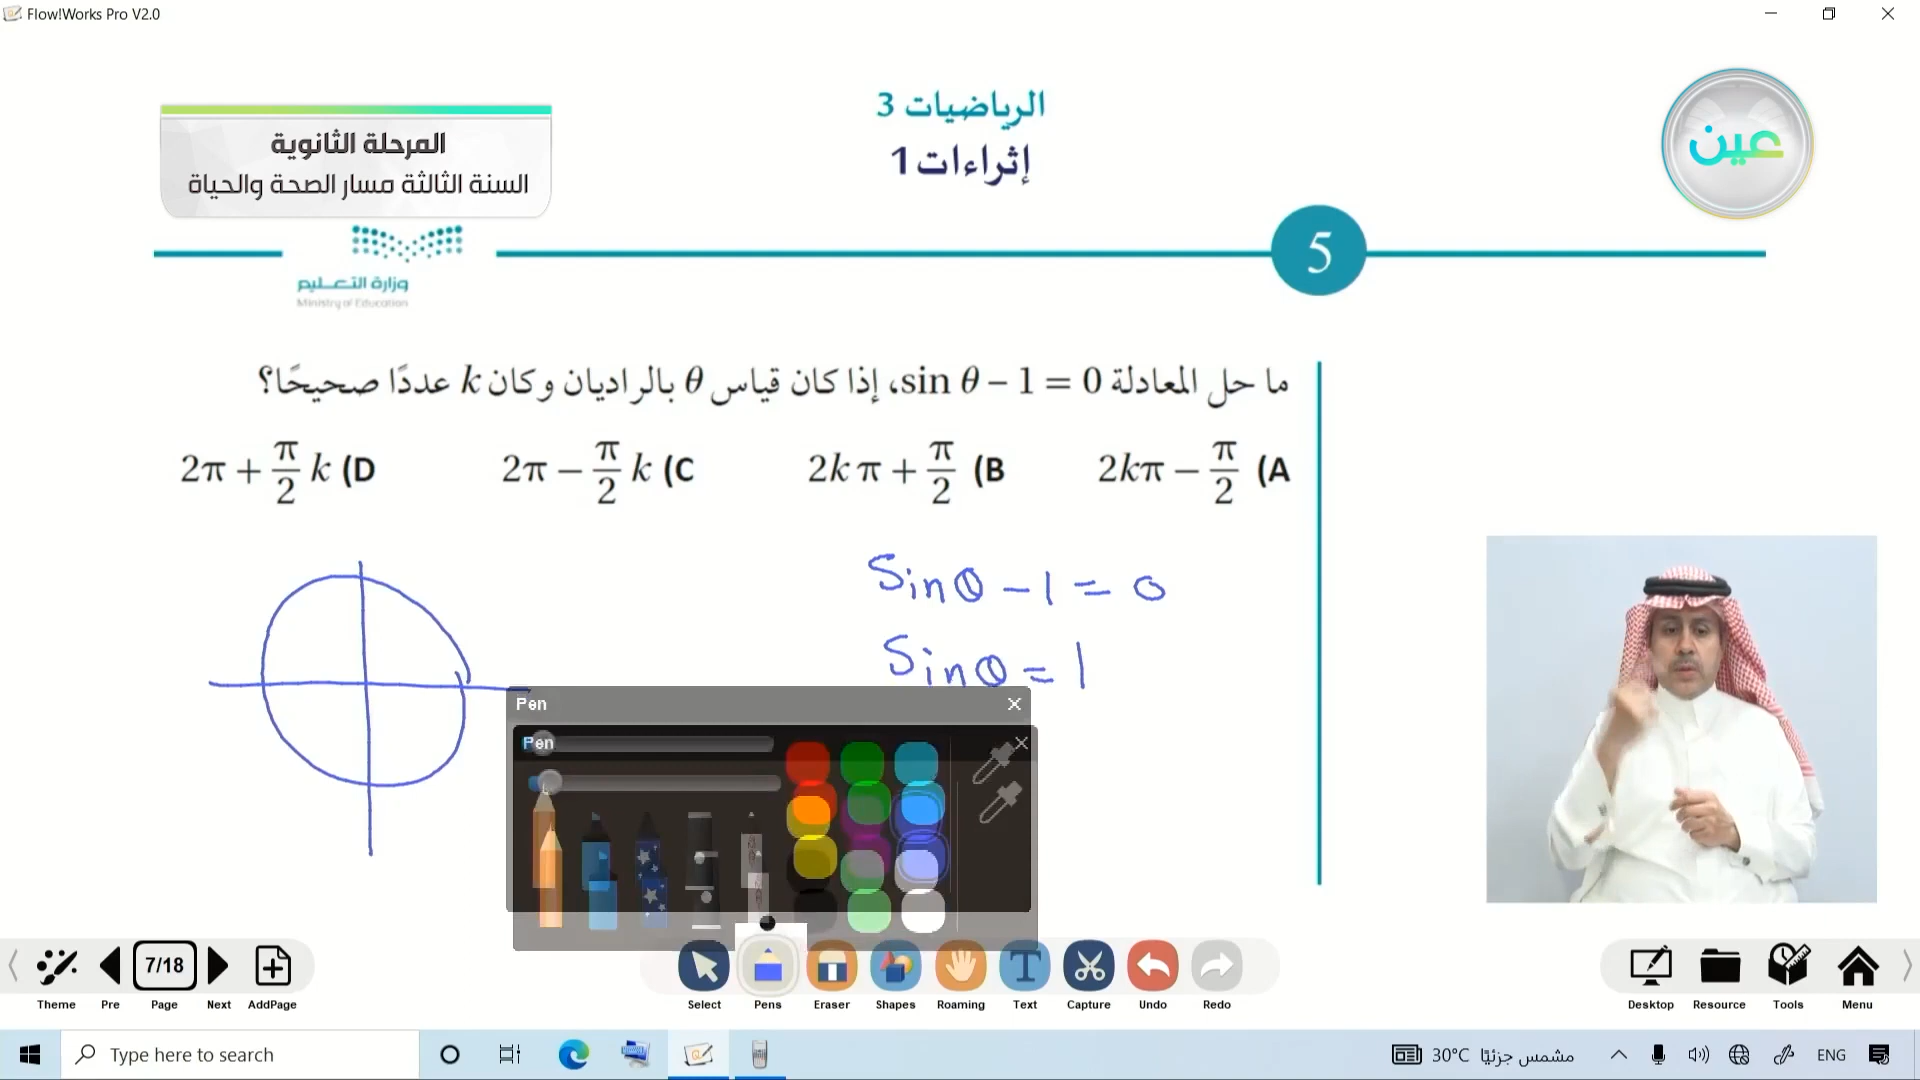 Flow!Works Pro V2.0
الرياضيات 3
إثراءات 1
المرحلة الثانوية
السنة الثالثة مسار الصحة والحياة
عين
5
وزارة التعليم
Ministry of Education
ما حل المعادلة sin θ − 1 = 0، إذا كان قياس θ بالراديان وكان k عددًا صحيحًا؟
A) 2kπ − π/2
B) 2kπ + π/2
C) 2π − π/2 k
D) 2π + π/2 k
Sinθ - 1 = 0
Sinθ = 1
Pen
Pen
7/18
Theme
Pre
Page
Next
AddPage
Select
Pens
Eraser
Shapes
Roaming
Text
Capture
Undo
Redo
Desktop
Resource
Tools
Menu
Type here to search
30°C مشمس جزئيًا
ENG